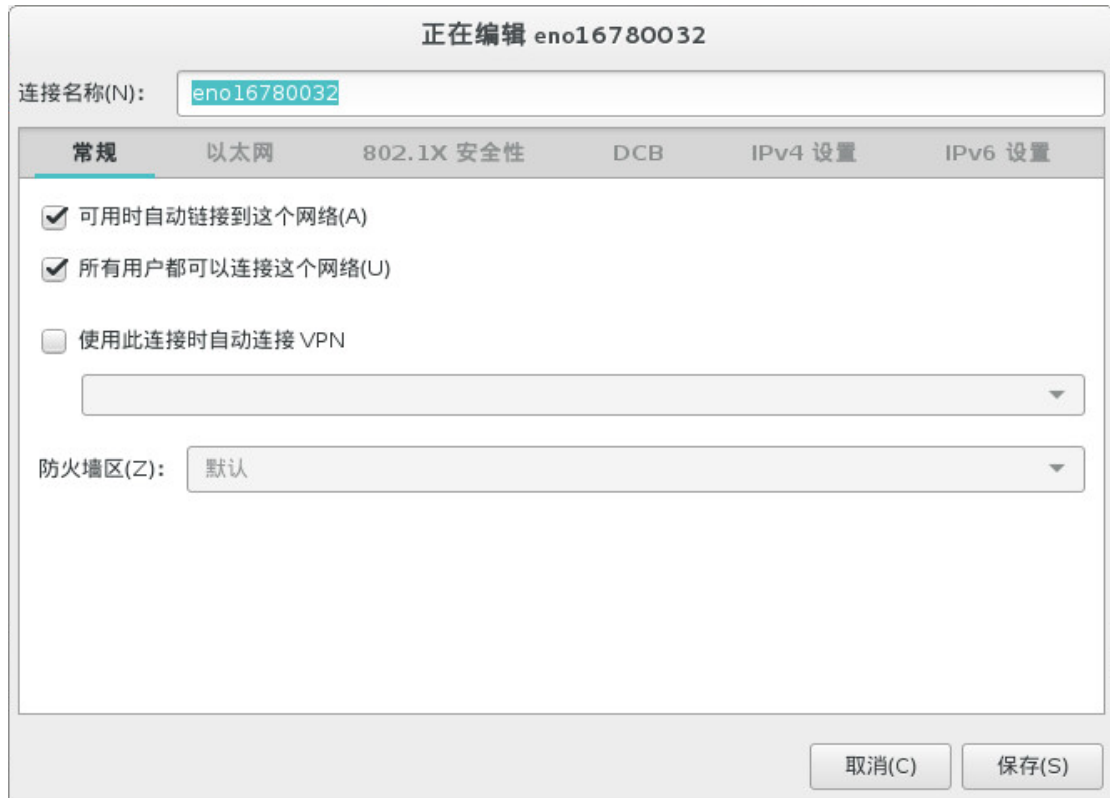 正在编辑 eno16780032
连接名称(N): eno16780032
常规 以太网 802.1X 安全性 DCB IPv4 设置 IPv6 设置
可用时自动链接到这个网络(A)
所有用户都可以连接这个网络(U)
使用此连接时自动连接 VPN
防火墙区(Z): 默认
取消(C) 保存(S)